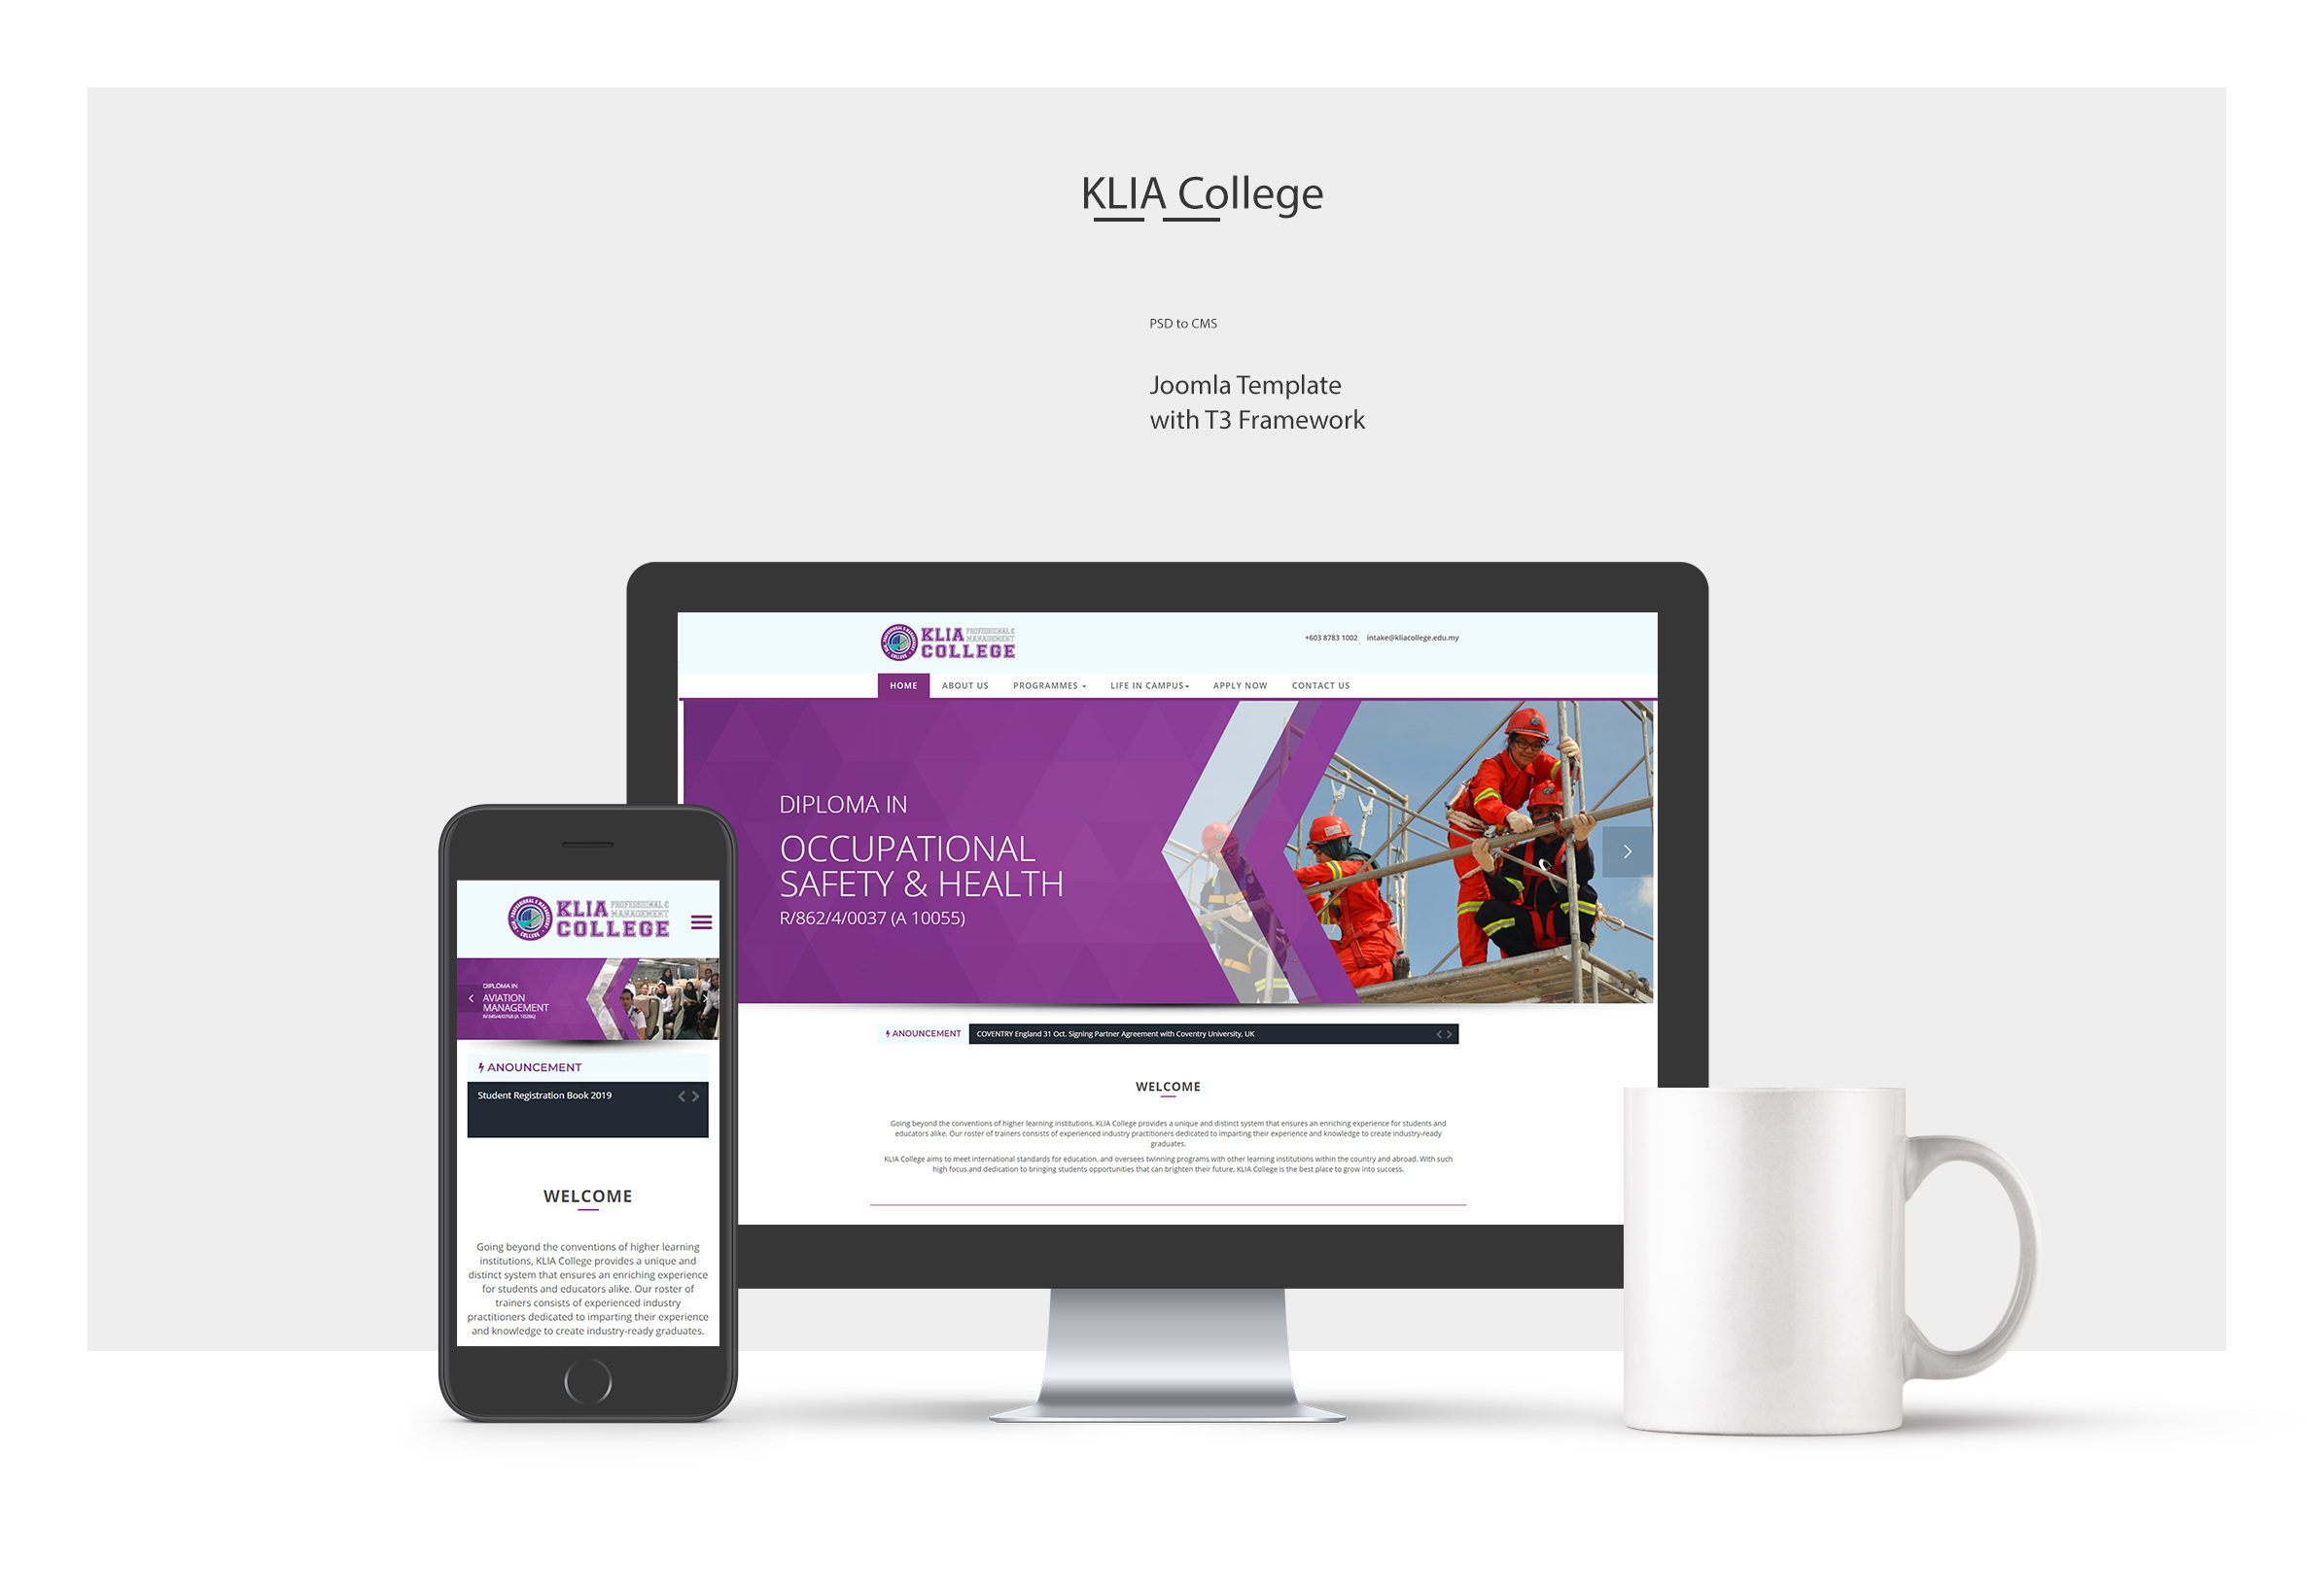 KLIA College
PSD to CMS
Joomla Template
with T3 Framework
KLIA PROFESSIONAL &
MANAGEMENT
COLLEGE
+603 8783 1002 intake@kliacollege.edu.my
HOME ABOUT US PROGRAMMES LIFE IN CAMPUS APPLY NOW CONTACT US
DIPLOMA IN
OCCUPATIONAL
SAFETY & HEALTH
R/862/4/0037 (A 10055)
ANOUNCEMENT COVENTRY England 31 Oct. Signing Partner Agreement with Coventry University, UK
WELCOME
Going beyond the conventions of higher learning institutions, KLIA College provides a unique and distinct system that ensures an enriching experience for students and
educators alike. Our roster of trainers consists of experienced industry practitioners dedicated to imparting their experience and knowledge to create industry-ready
graduates.
KLIA College aims to meet international standards for education, and oversees twinning programs with other learning institutions within the country and abroad. With such
high focus and dedication to bringing students opportunities that can brighten their future, KLIA College is the best place to grow into success.
KLIA PROFESSIONAL &
MANAGEMENT
COLLEGE
DIPLOMA IN
AVIATION
MANAGEMENT
ANOUNCEMENT
Student Registration Book 2019
WELCOME
Going beyond the conventions of higher learning
institutions, KLIA College provides a unique and
distinct system that ensures an enriching experience
for students and educators alike. Our roster of
trainers consists of experienced industry
practitioners dedicated to imparting their experience
and knowledge to create industry-ready graduates.